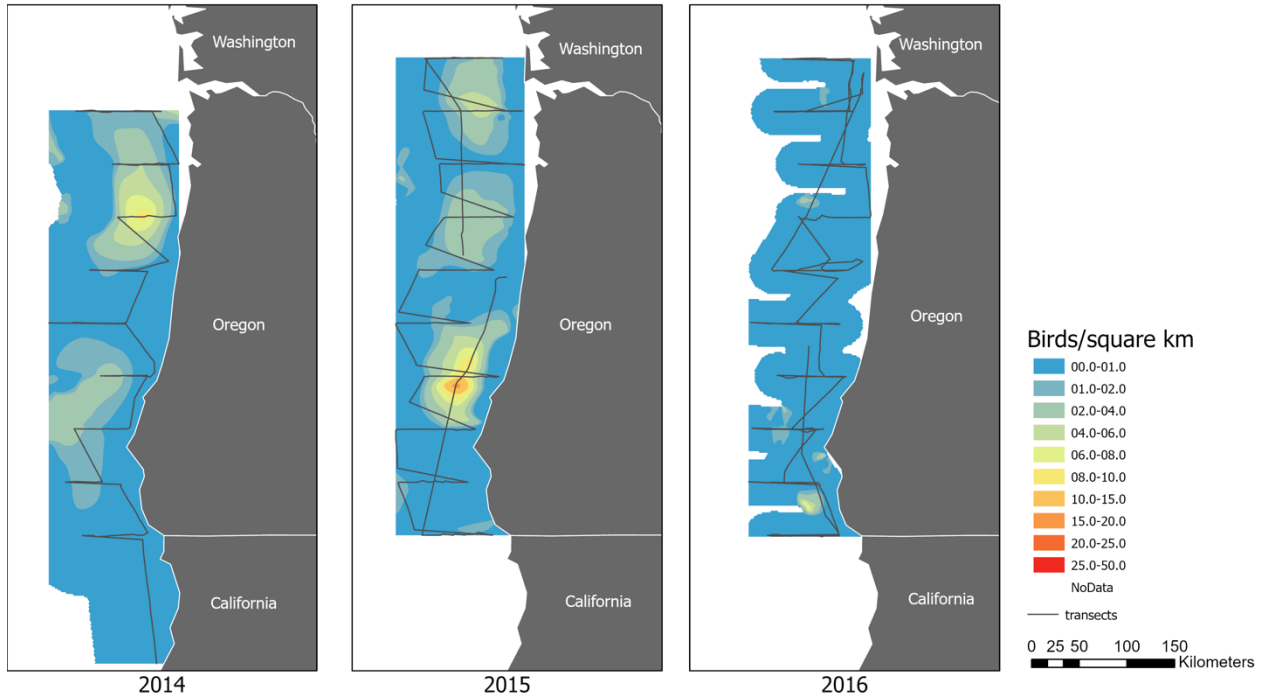 Washington
Oregon
California
2014
Washington
Oregon
California
2015
Washington
Oregon
California
2016
Birds/square km
00.0-01.0
01.0-02.0
02.0-04.0
04.0-06.0
06.0-08.0
08.0-10.0
10.0-15.0
15.0-20.0
20.0-25.0
25.0-50.0
NoData
transects
0 25 50 100 150
Kilometers